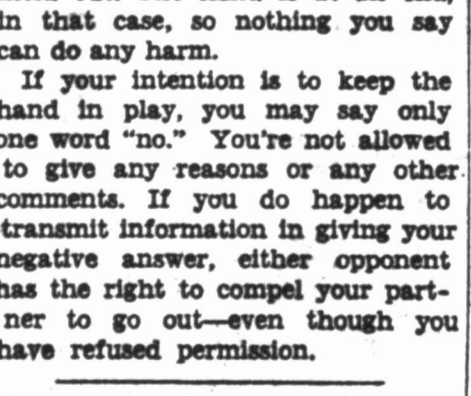 in that case, so nothing you say
can do any harm.
If your intention is to keep the
hand in play, you may say only
one word "no." You're not allowed
to give any reasons or any other
comments. If you do happen to
transmit information in giving your
negative answer, either opponent
has the right to compel your part-
ner to go out—even though you
have refused permission.